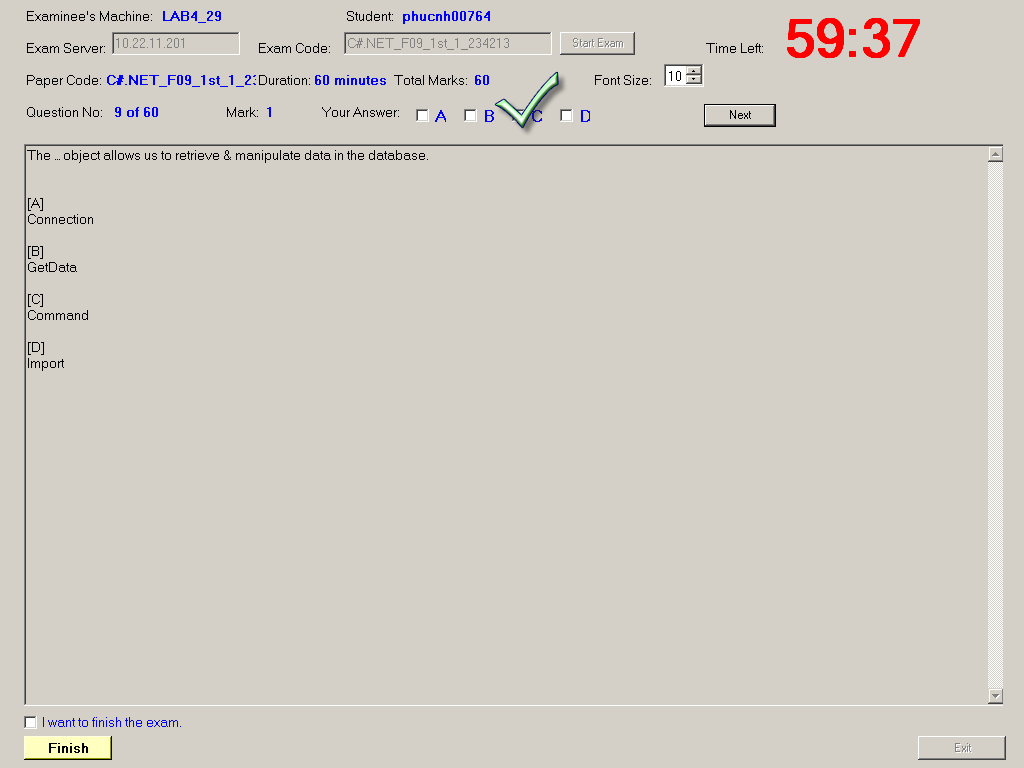 Examinee's Machine: LAB4_29 Student: phucnh00764
Exam Server: 10.22.11.201 Exam Code: C#.NET_F09_1st_1_234213 Start Exam Time Left: 59:37
Paper Code: C#.NET_F09_1st_1_23 Duration: 60 minutes Total Marks: 60 Font Size: 10
Question No: 9 of 60 Mark: 1 Your Answer: A B C D Next
The ... object allows us to retrieve & manipulate data in the database.
[A]
Connection
[B]
GetData
[C]
Command
[D]
Import
I want to finish the exam.
Finish Exit